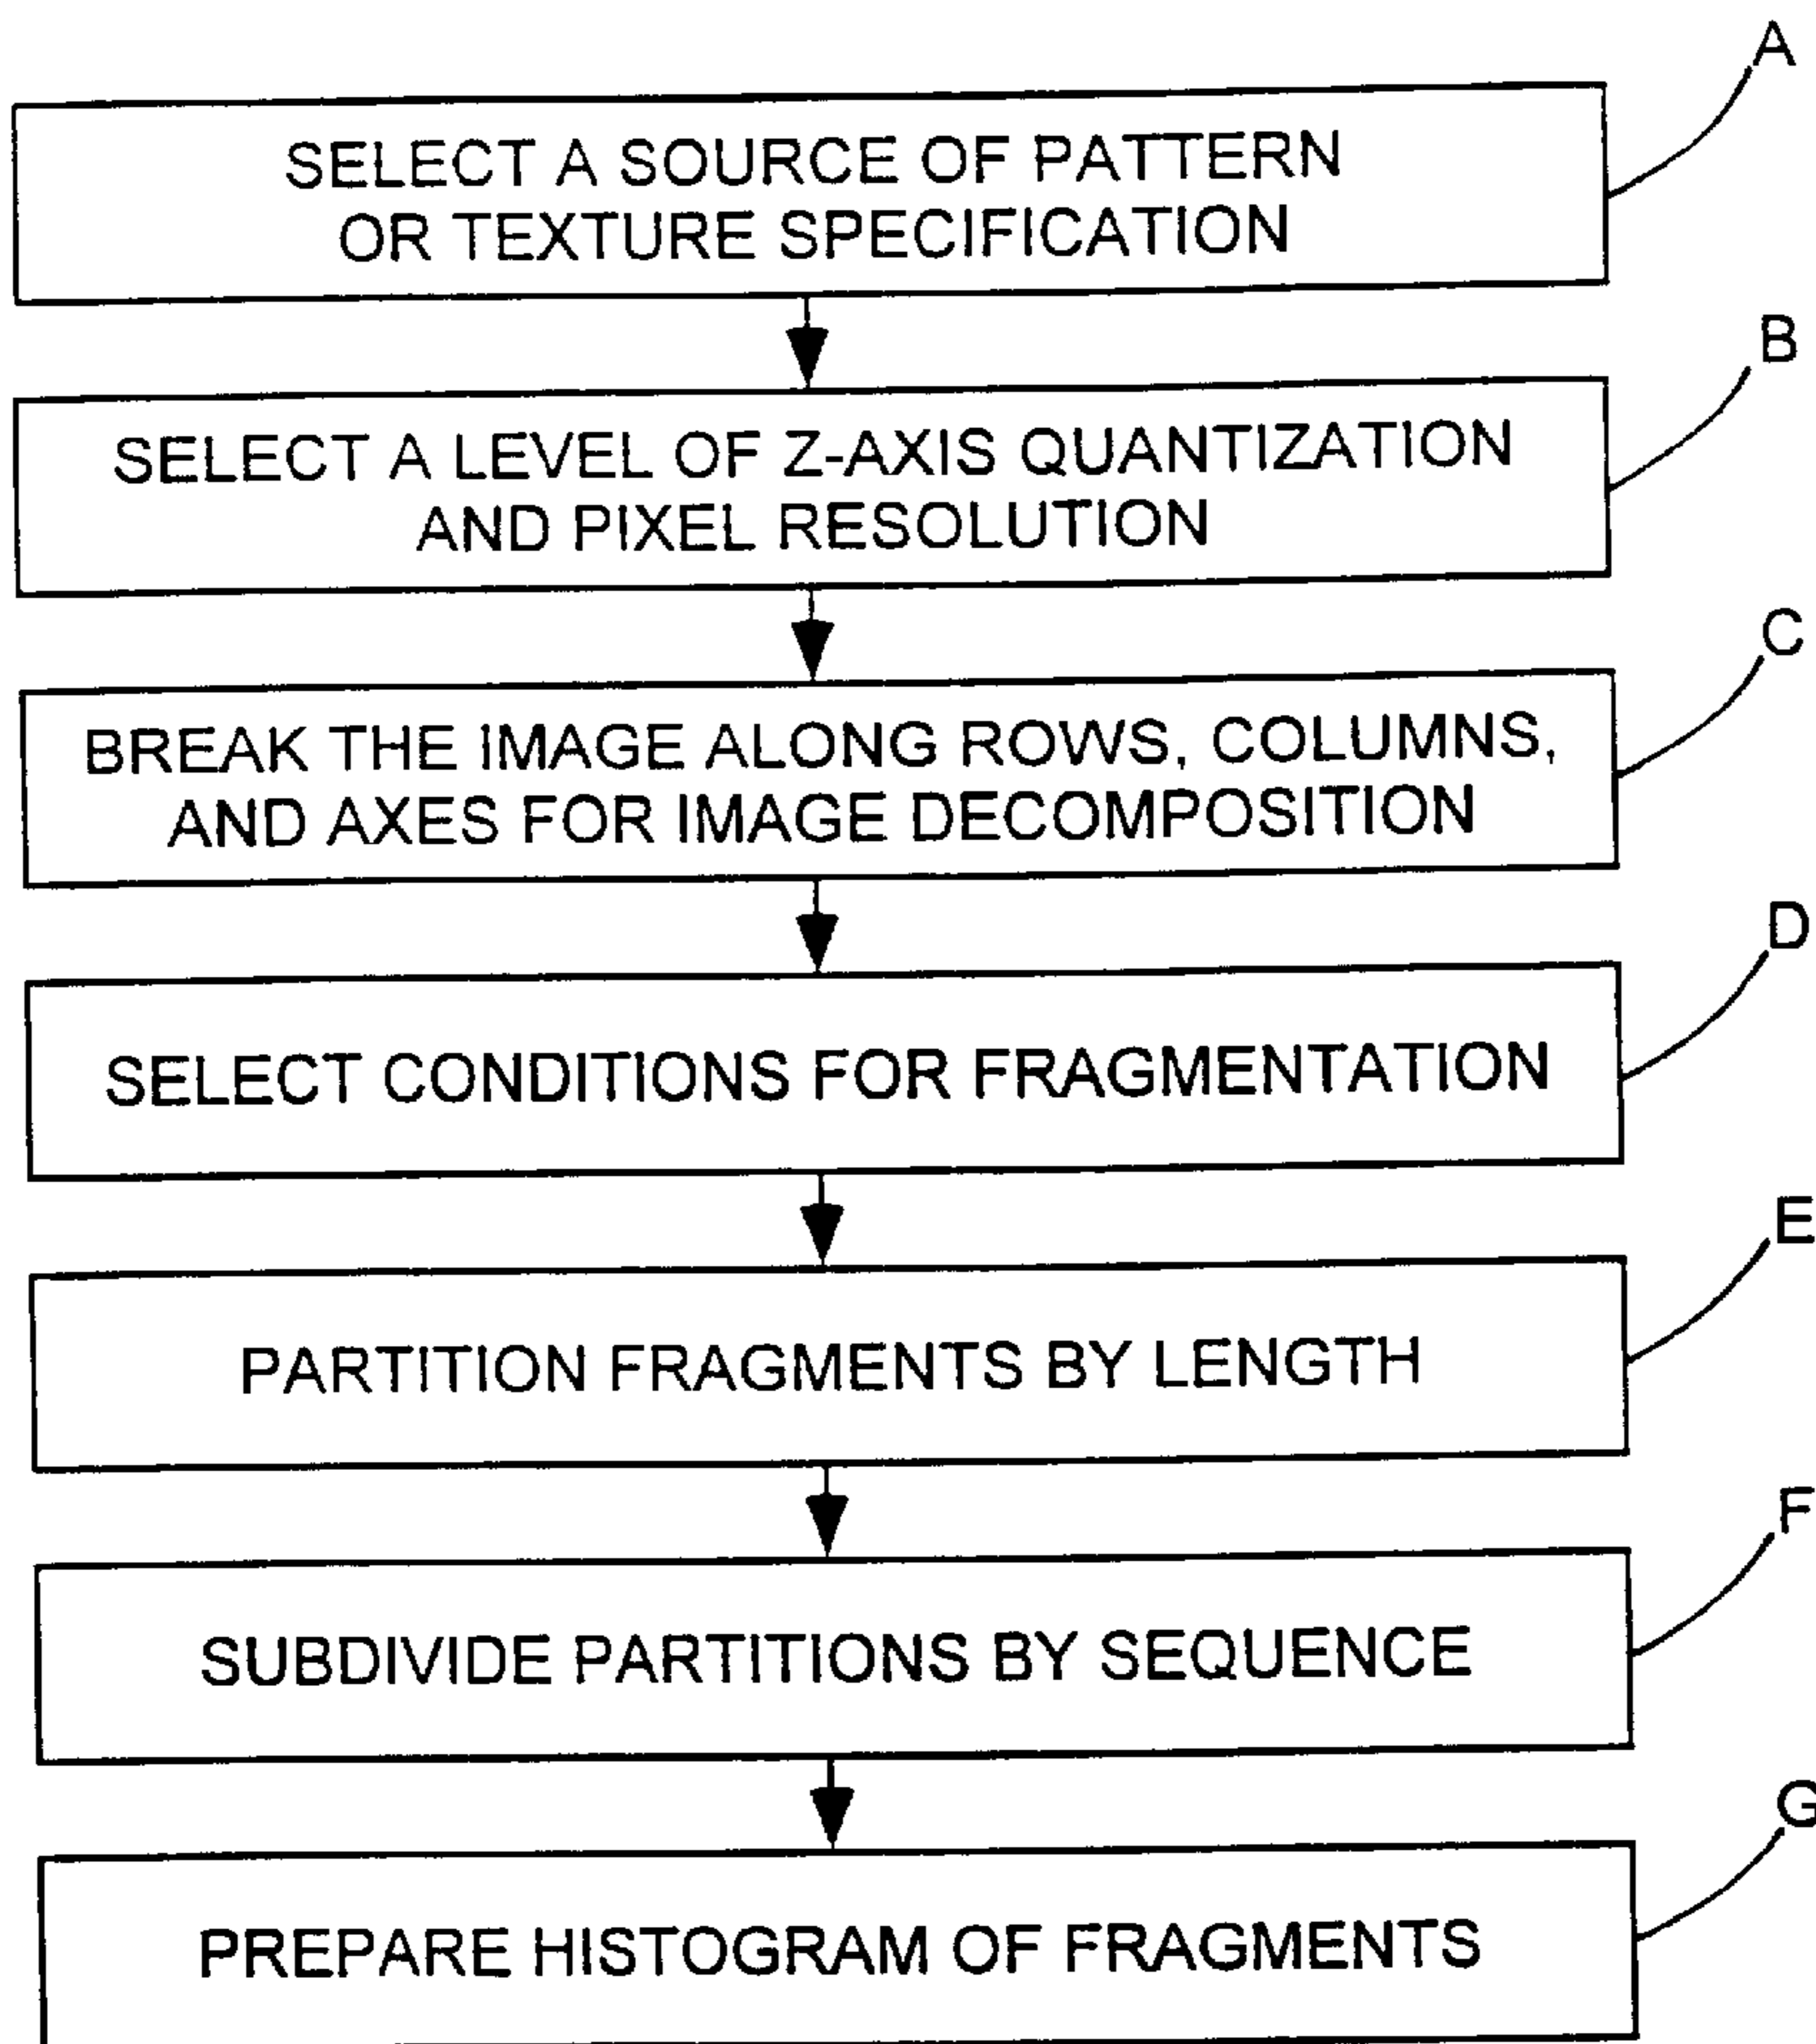 A
SELECT A SOURCE OF PATTERN
OR TEXTURE SPECIFICATION
B
SELECT A LEVEL OF Z-AXIS QUANTIZATION
AND PIXEL RESOLUTION
C
BREAK THE IMAGE ALONG ROWS, COLUMNS,
AND AXES FOR IMAGE DECOMPOSITION
D
SELECT CONDITIONS FOR FRAGMENTATION
E
PARTITION FRAGMENTS BY LENGTH
F
SUBDIVIDE PARTITIONS BY SEQUENCE
G
PREPARE HISTOGRAM OF FRAGMENTS